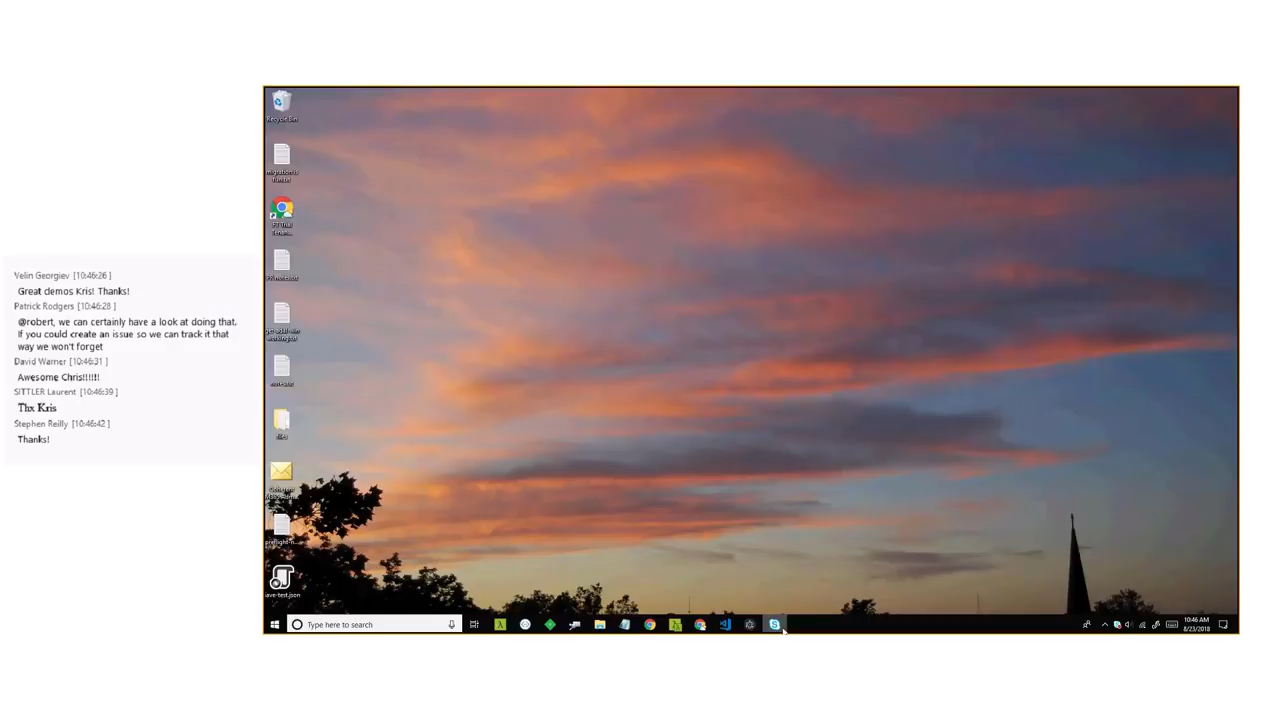 Velin Georgiev [10:46:26 ]
Great demos Kris! Thanks!
Patrick Rodgers [10:46:28 ]
@robert, we can certainly have a look at doing that.
If you could create an issue so we can track it that
way we won't forget
David Warner [10:46:31 ]
Awesome Chris!!!!!!
SITTLER Laurent [10:46:39 ]
Thx Kris
Stephen Reilly [10:46:42 ]
Thanks!
Recycle Bin
files
Type here to search
10:46 AM
8/23/2018